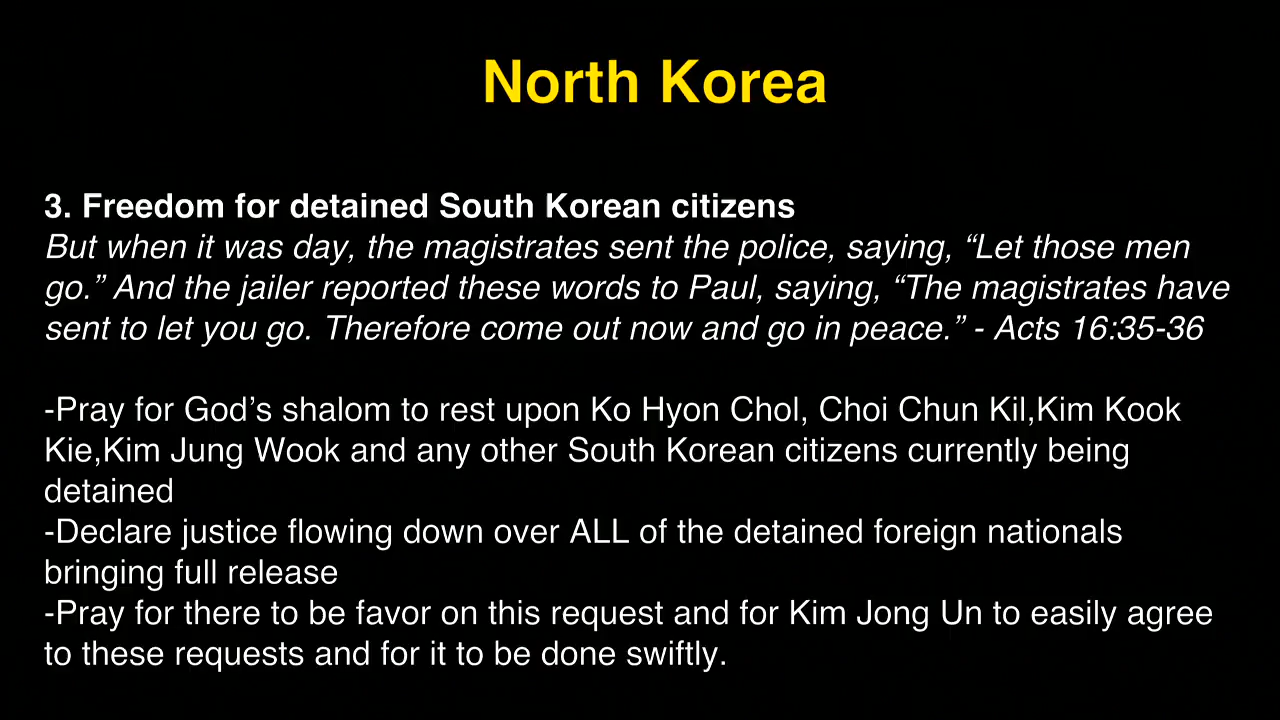 North Korea
3. Freedom for detained South Korean citizens
But when it was day, the magistrates sent the police, saying, “Let those men
go.” And the jailer reported these words to Paul, saying, “The magistrates have
sent to let you go. Therefore come out now and go in peace.” - Acts 16:35-36
-Pray for God’s shalom to rest upon Ko Hyon Chol, Choi Chun Kil,Kim Kook
Kie,Kim Jung Wook and any other South Korean citizens currently being
detained
-Declare justice flowing down over ALL of the detained foreign nationals
bringing full release
-Pray for there to be favor on this request and for Kim Jong Un to easily agree
to these requests and for it to be done swiftly.